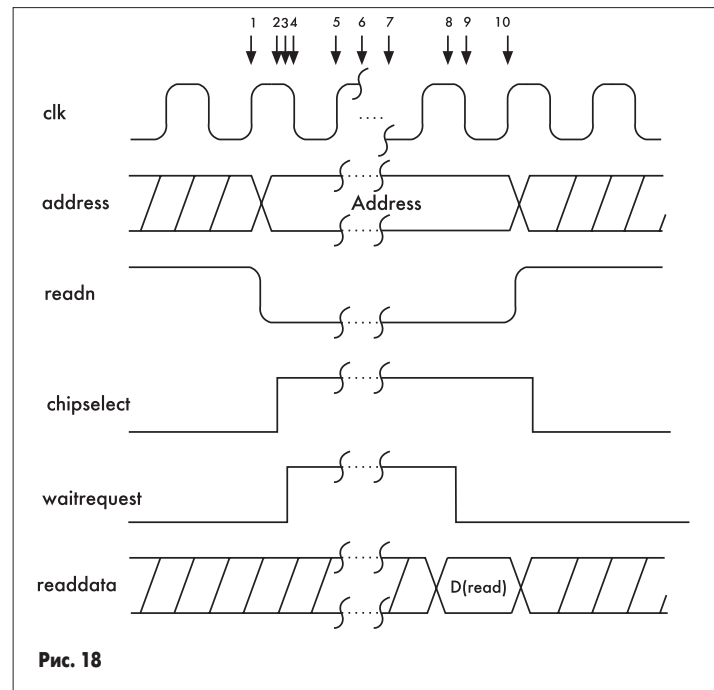 1 2 3 4 5 6 7 8 9 10
clk
address
Address
readn
chipselect
waitrequest
readdata
D(read)
Рис. 18